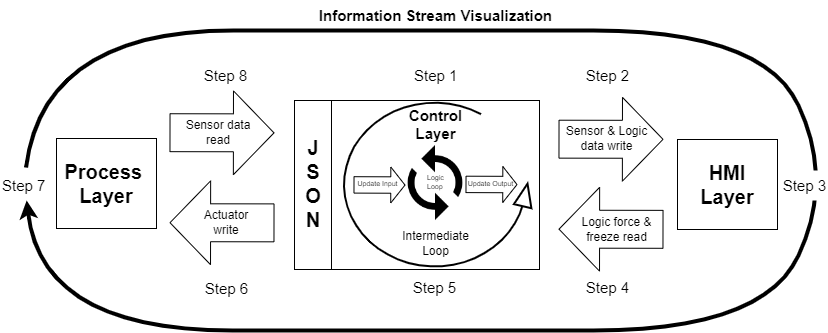 Information Stream Visualization
Step 8
Step 1
Step 2
Sensor data
read
J
S
O
N
Control
Layer
Sensor & Logic
data write
Process
Layer
Update Input
Logic
Loop
Update Output
HMI
Layer
Step 7
Step 3
Actuator
write
Intermediate
Loop
Logic force &
freeze read
Step 6
Step 5
Step 4